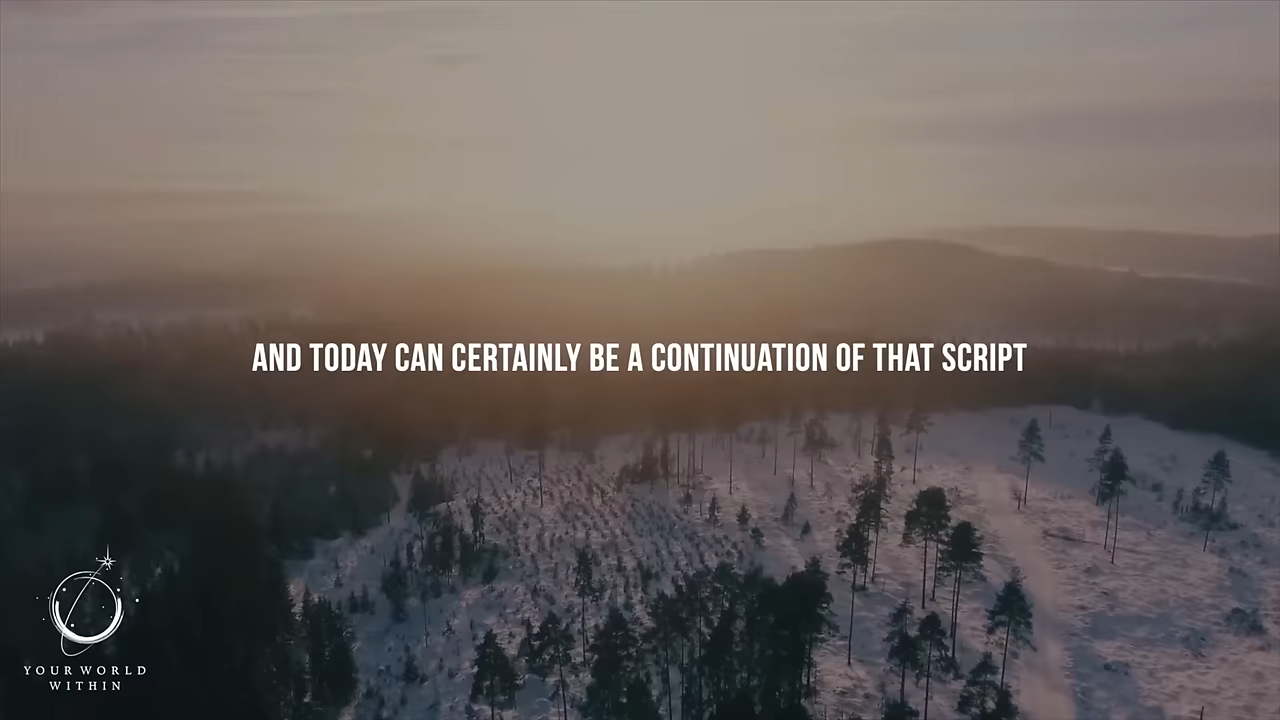 AND TODAY CAN CERTAINLY BE A CONTINUATION OF THAT SCRIPT
YOUR WORLD
WITHIN